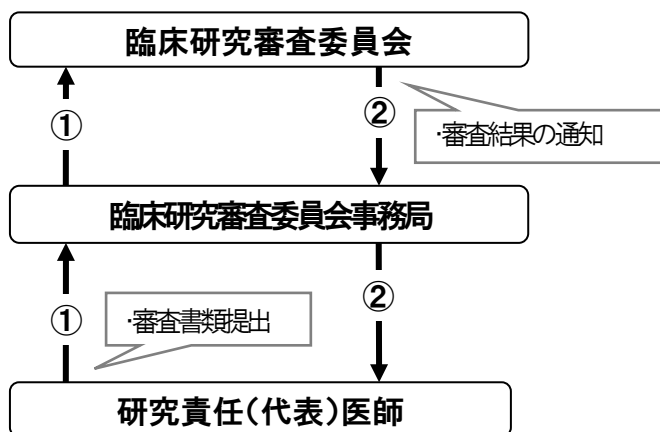 臨床研究審査委員会
①
②
･審査結果の通知
臨床研究審査委員会事務局
①
･審査書類提出
②
研究責任(代表)医師